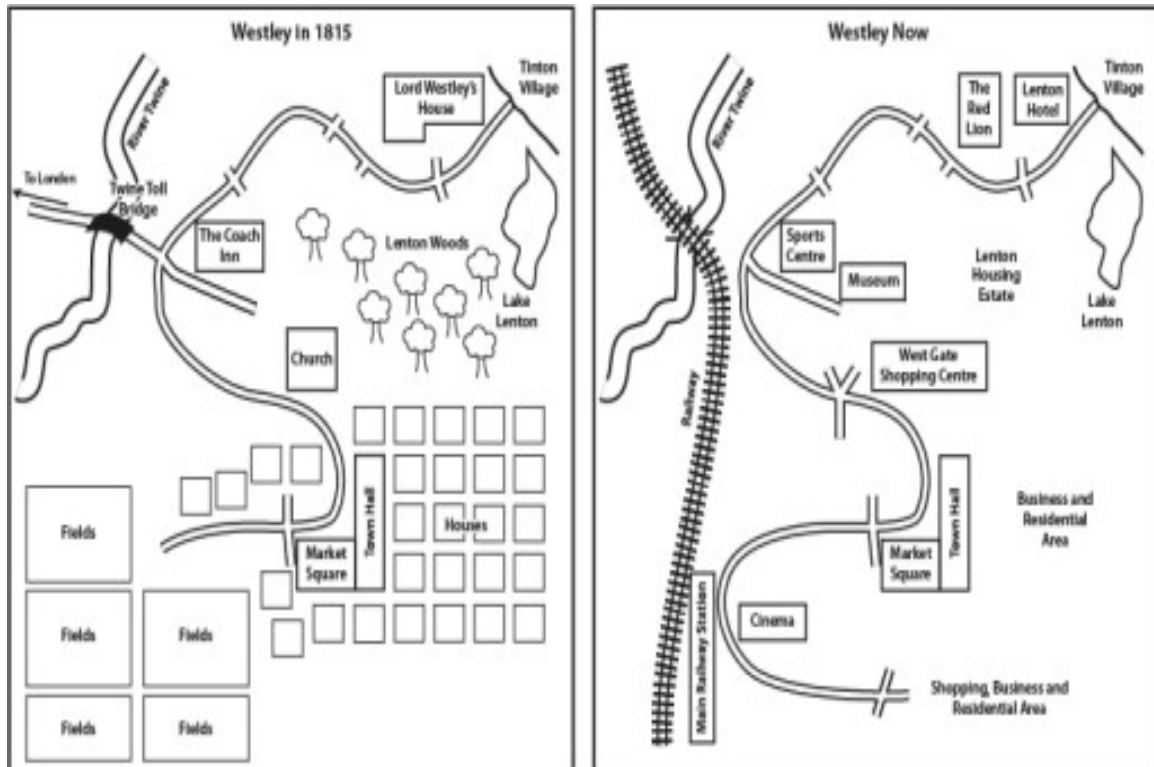 Westley in 1815
Tinton
Village
Lord Westley's
House
River Twine
To London
Twine Toll
Bridge
The Coach
Inn
Lenton Woods
Lake
Lenton
Church
Fields
Houses
Town Hall
Market
Square
Fields
Fields
Fields
Fields
Westley Now
Tinton
Village
The
Red
Lion
Lenton
Hotel
River Twine
Sports
Centre
Museum
Lenton
Housing
Estate
Lake
Lenton
West Gate
Shopping Centre
Railway
Business and
Residential
Area
Town Hall
Market
Square
Main Railway Station
Cinema
Shopping, Business and
Residential Area